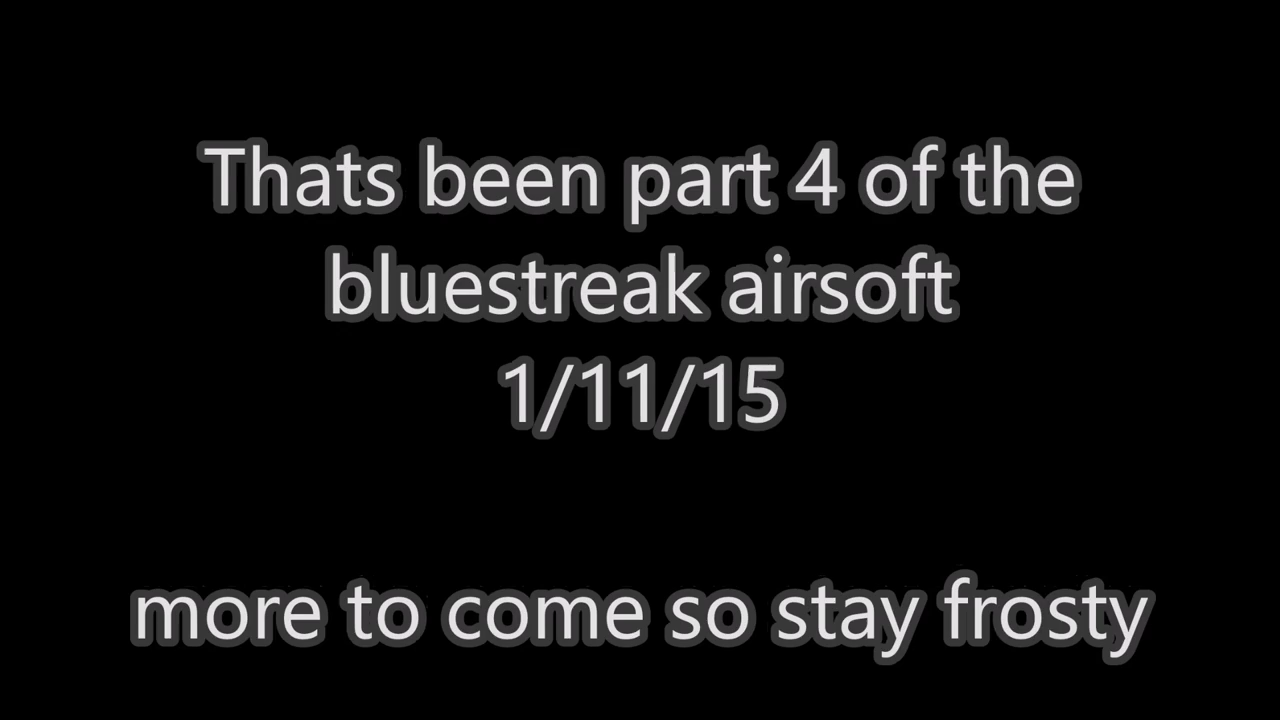 Thats been part 4 of the
bluestreak airsoft
1/11/15
more to come so stay frosty